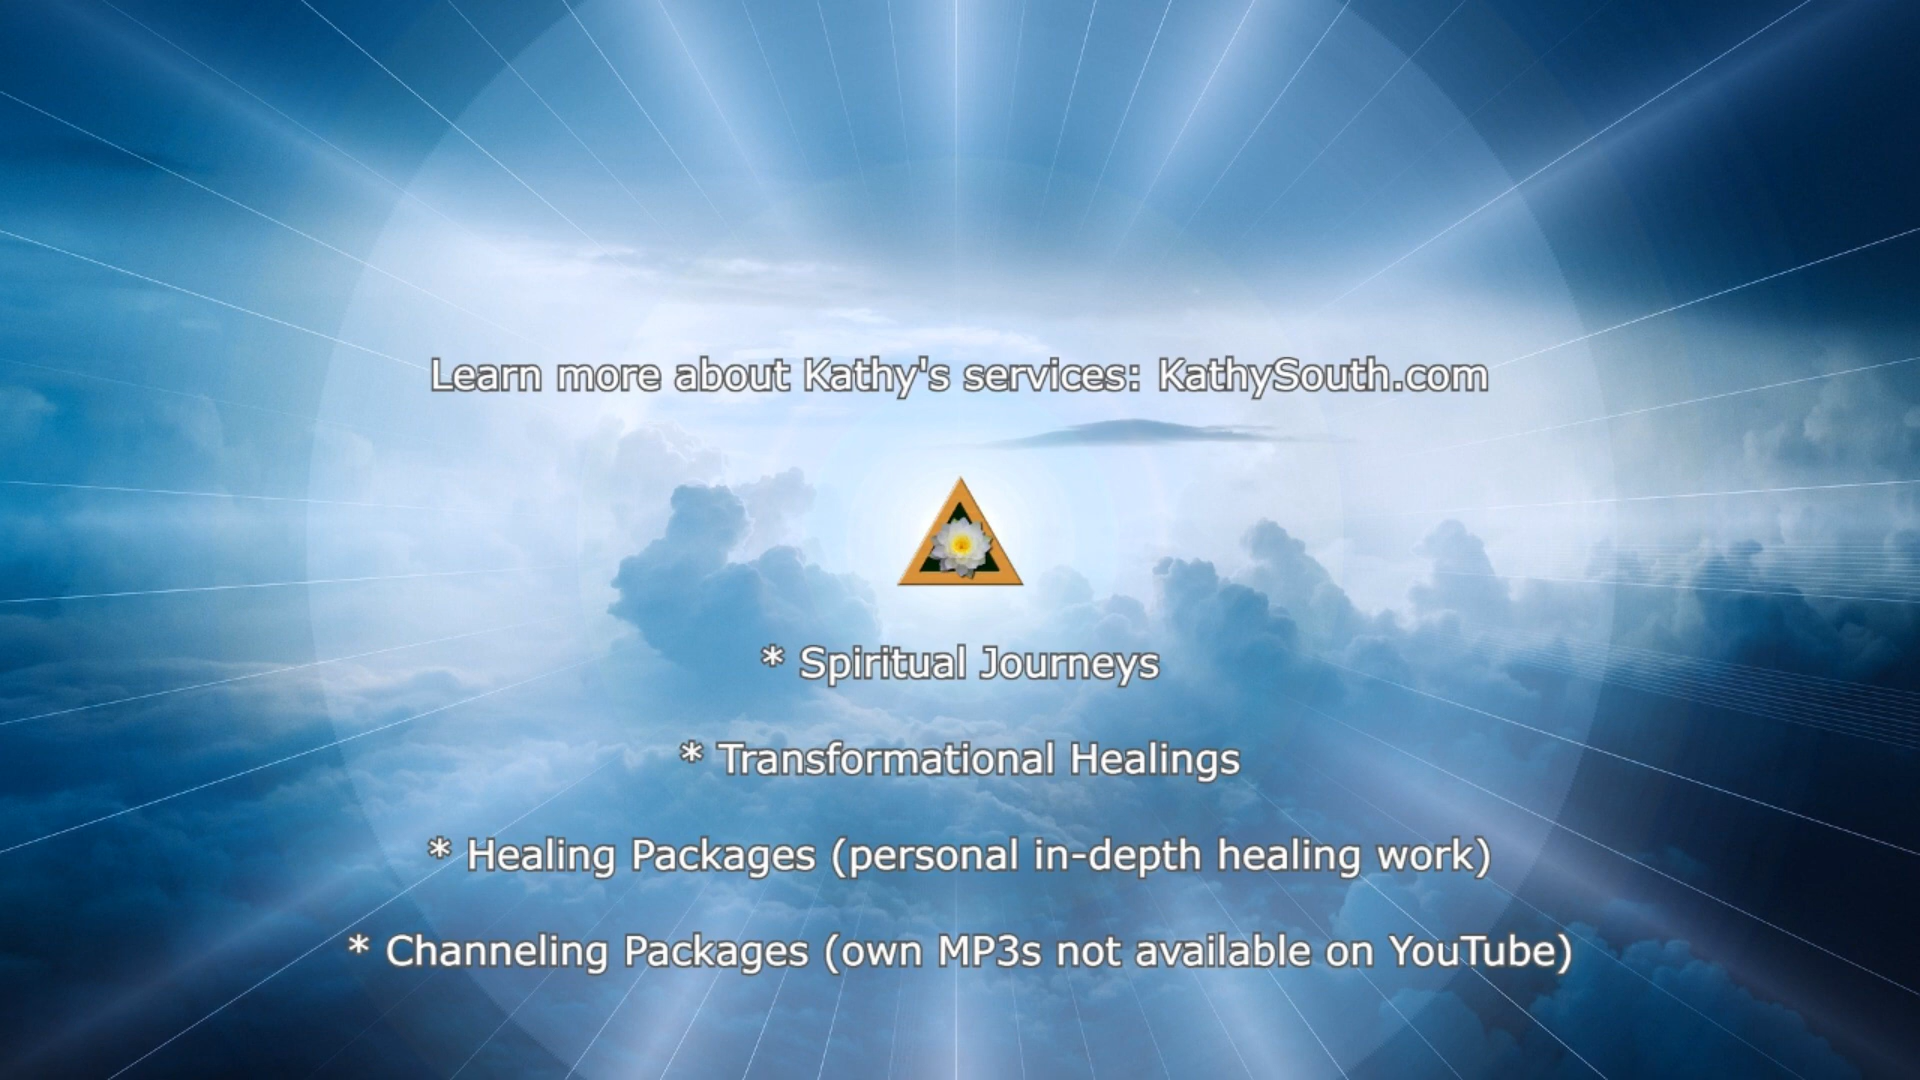 Learn more about Kathy's services: KathySouth.com
* Spiritual Journeys
* Transformational Healings
* Healing Packages (personal in-depth healing work)
* Channeling Packages (own MP3s not available on YouTube)